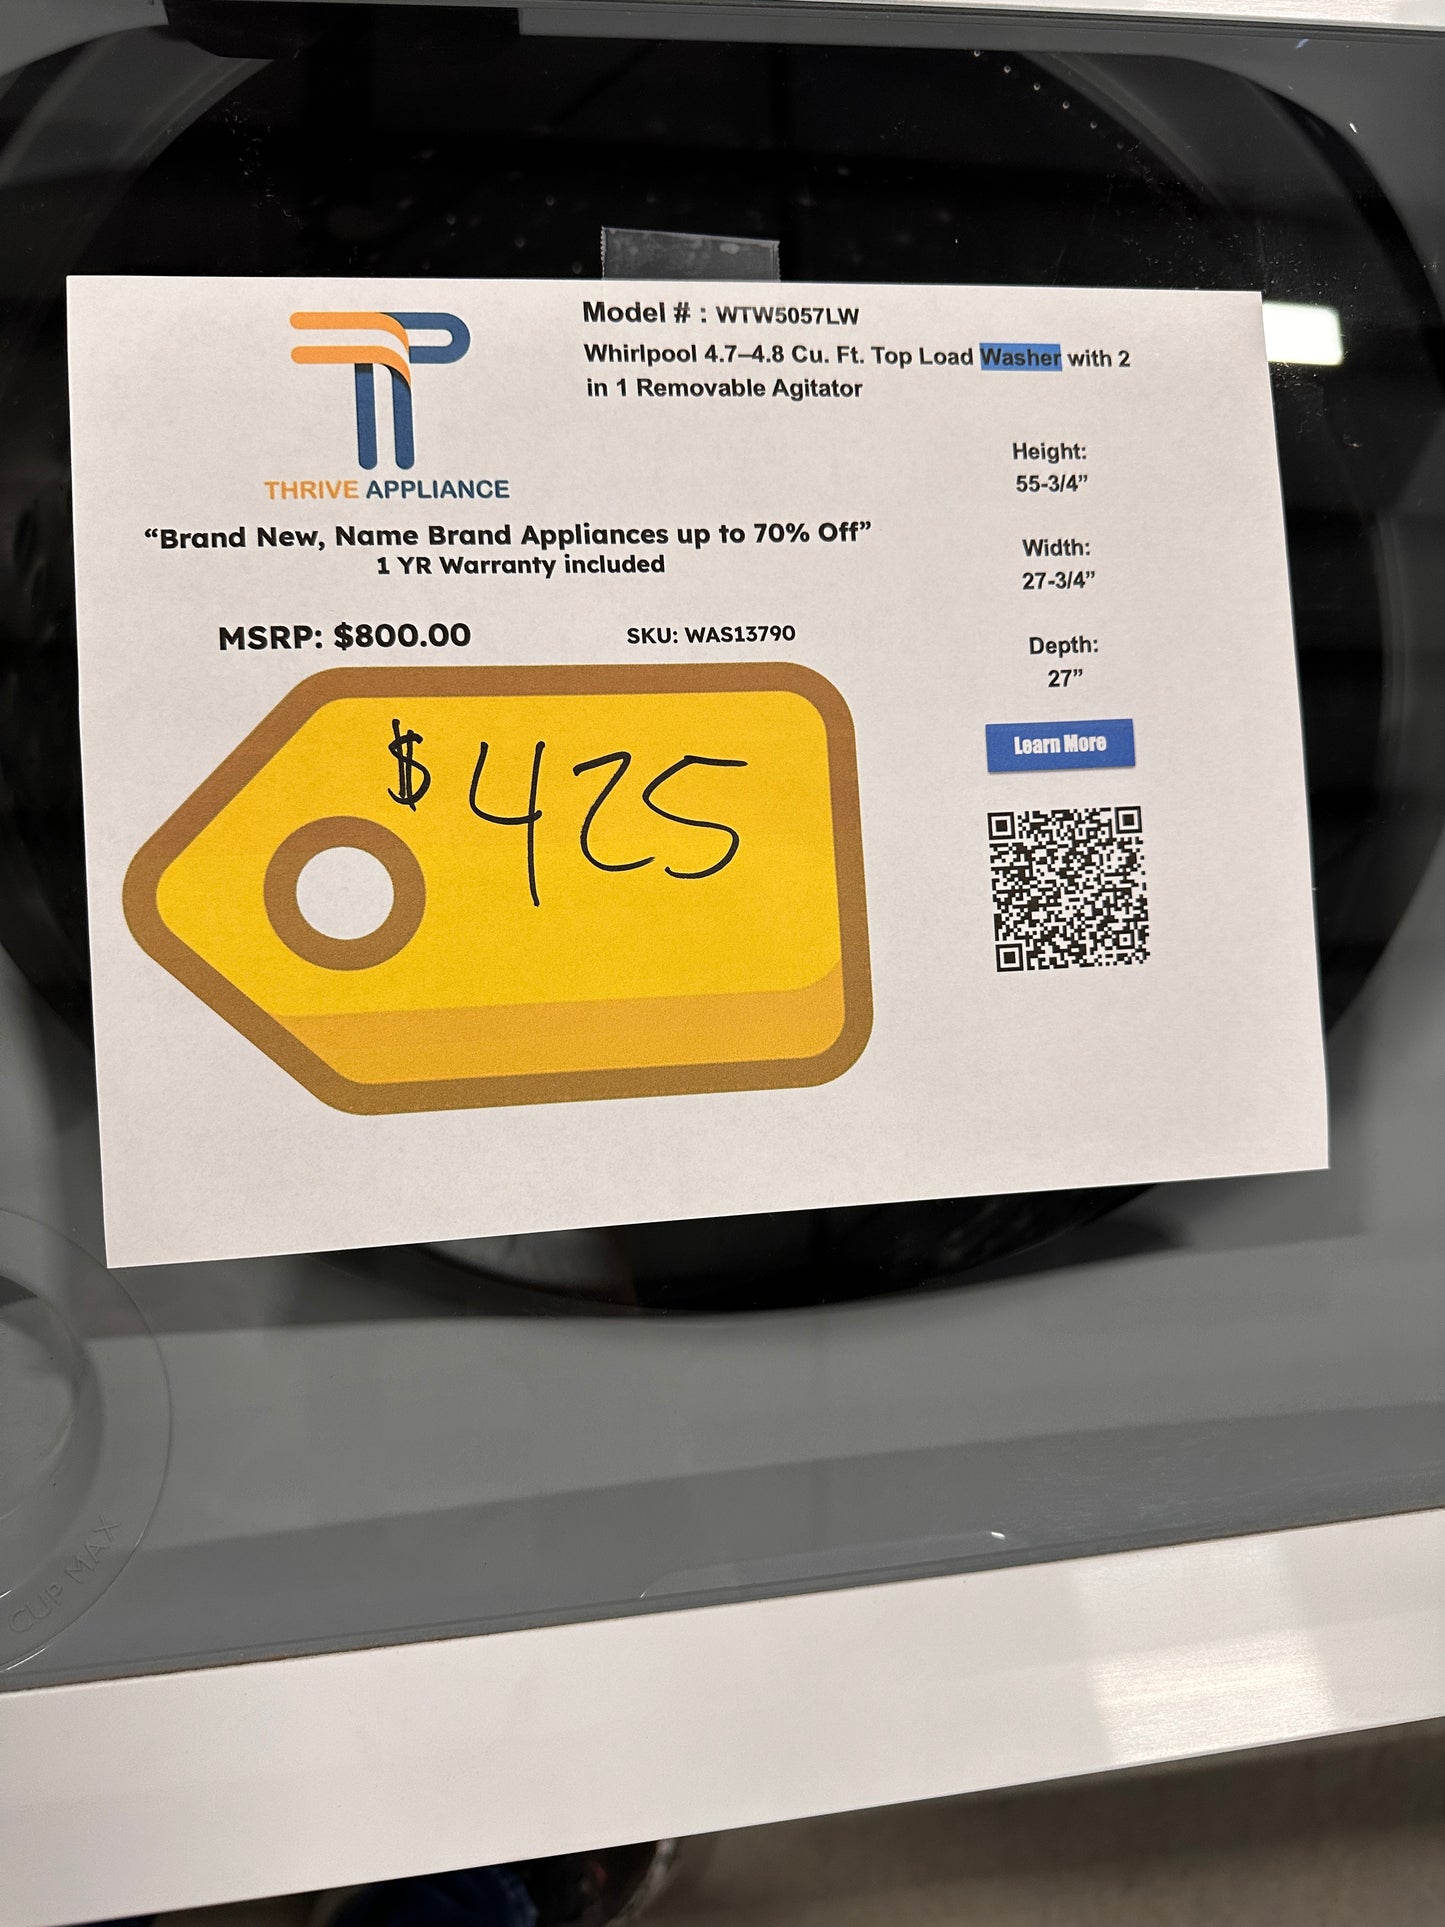 Model # : WTW5057LW
Whirlpool 4.7–4.8 Cu. Ft. Top Load Washer with 2
in 1 Removable Agitator
THRIVE APPLIANCE
“Brand New, Name Brand Appliances up to 70% Off”
1 YR Warranty included
MSRP: $800.00
SKU: WAS13790
$425
Height:
55-3/4”
Width:
27-3/4”
Depth:
27”
Learn More
CUP MAX